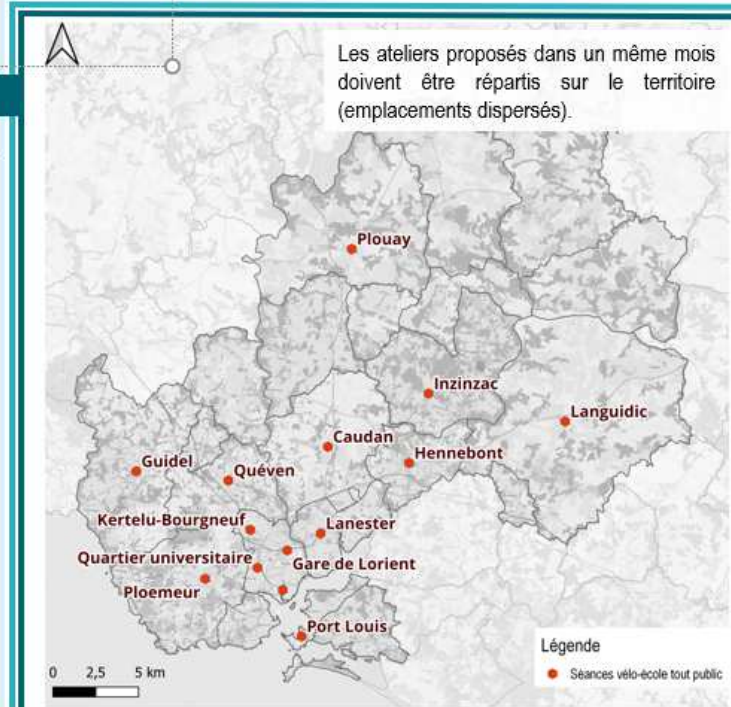 Les ateliers proposés dans un même mois
doivent être répartis sur le territoire
(emplacements dispersés).
Plouay
Inzinzac
Languidic
Caudan
Hennebont
Guidel
Quéven
Kertelu-Bourgneuf
Lanester
Quartier universitaire
Gare de Lorient
Ploemeur
Port Louis
Légende
Séances vélo-école tout public
0 2,5 5 km